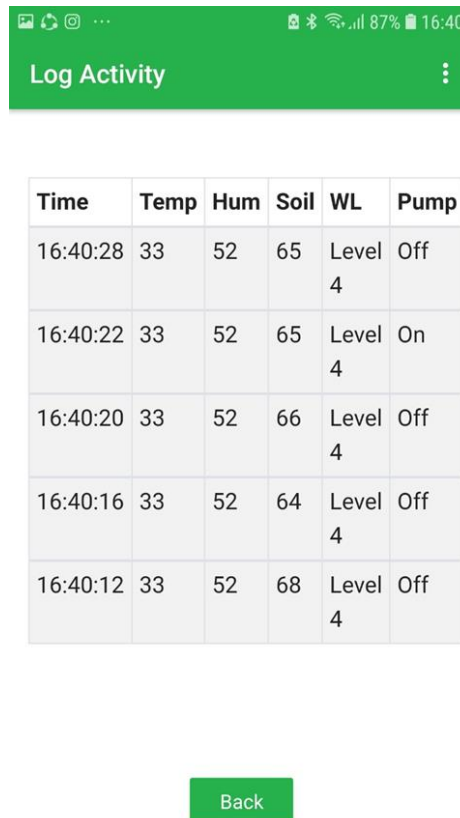 87% 16:40
Log Activity
Time Temp Hum Soil WL Pump
16:40:28 33 52 65 Level 4 Off
16:40:22 33 52 65 Level 4 On
16:40:20 33 52 66 Level 4 Off
16:40:16 33 52 64 Level 4 Off
16:40:12 33 52 68 Level 4 Off
Back